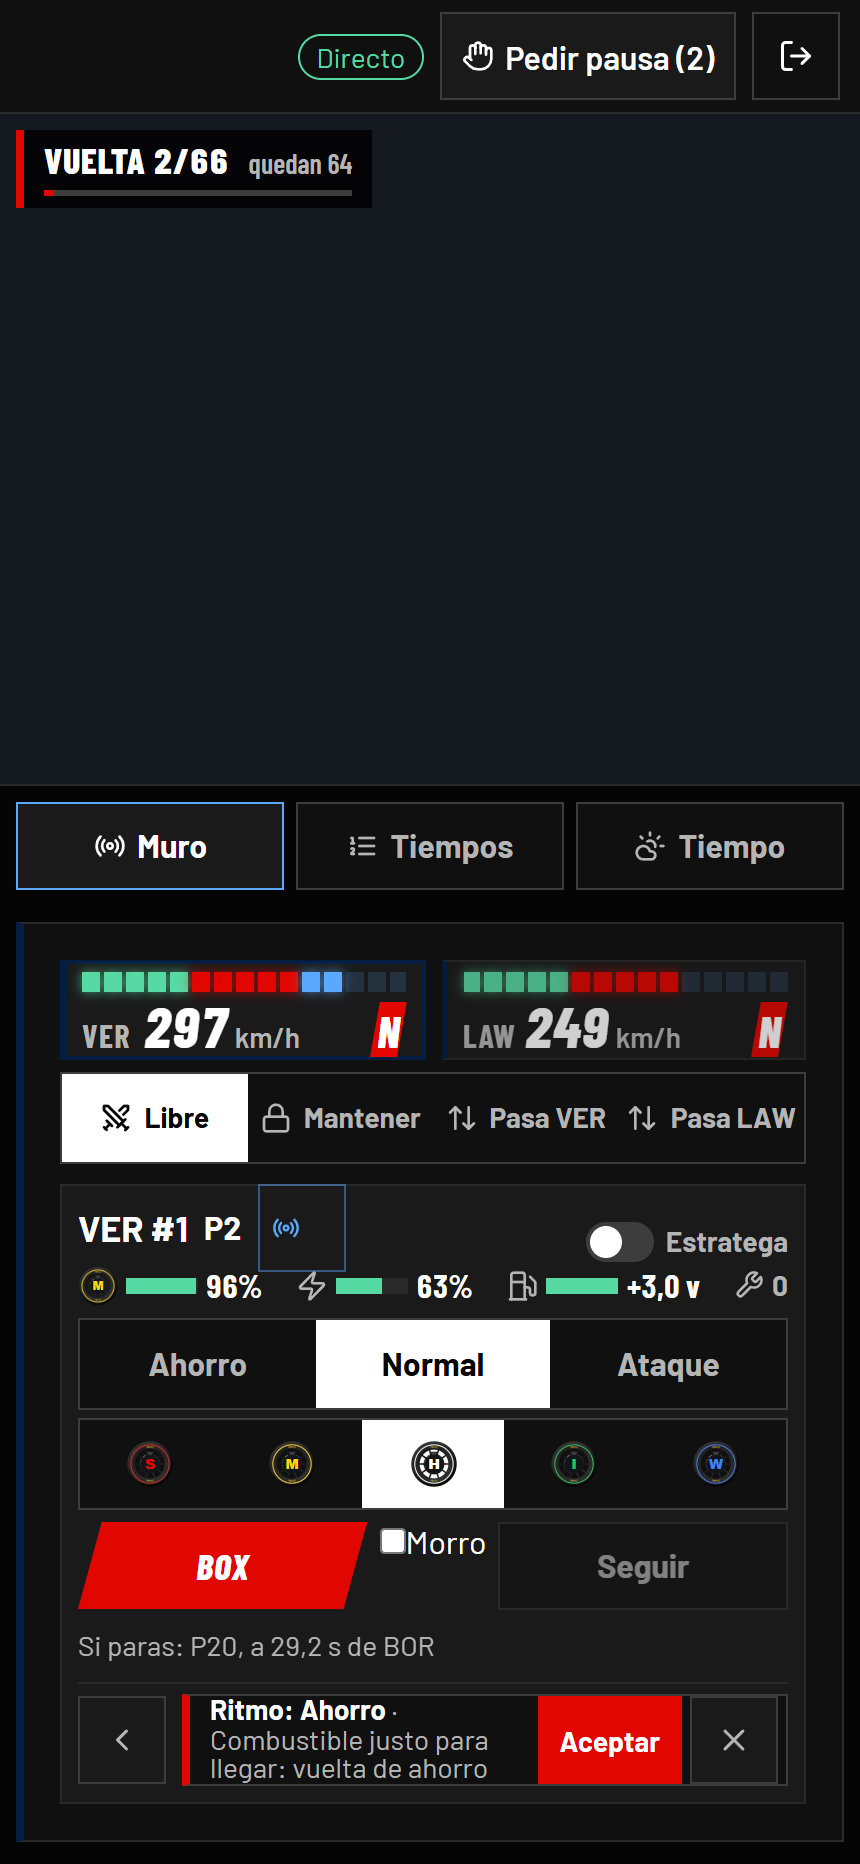 Directo
Pedir pausa (2)
VUELTA 2/66 quedan 64
Muro
Tiempos
Tiempo
VER 297 km/h N
LAW 249 km/h N
Libre
Mantener
Pasa VER
Pasa LAW
VER #1 P2
Estratega
M 96% 63% +3,0 v 0
Ahorro
Normal
Ataque
S M H I W
BOX
Morro
Seguir
Si paras: P20, a 29,2 s de BOR
Ritmo: Ahorro ·
Combustible justo para
llegar: vuelta de ahorro
Aceptar